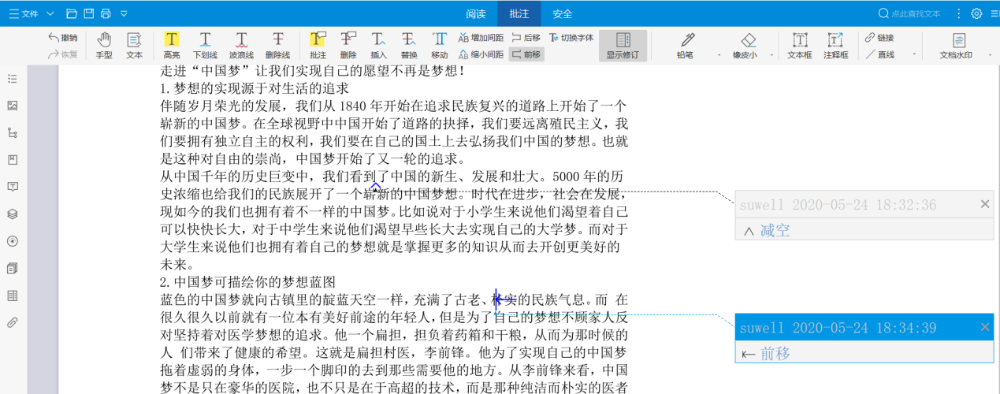 文件
阅读 批注 安全
点此查找文本
撤销 恢复
手型 文本
高亮 下划线 波浪线 删除线
批注 删除 插入 替换 移动
增加间距 后移 切换字体
缩小间距 前移
显示修订
铅笔 橡皮小
文本框 注释框
链接
直线
文档水印
走进“中国梦”让我们实现自己的愿望不再是梦想！
1.梦想的实现源于对生活的追求
伴随岁月荣光的发展，我们从 1840 年开始在追求民族复兴的道路上开始了一个
崭新的中国梦。在全球视野中中国开始了道路的抉择，我们要远离殖民主义，我
们要拥有独立自主的权利，我们要在自己的国土上去弘扬我们中国的梦想。也就
是这种对自由的崇尚，中国梦开始了又一轮的追求。
从中国千年的历史巨变中，我们看到了中国的新生、发展和壮大。5000 年的历
史浓缩也给我们的民族展开了一个崭新的中国梦想。时代在进步，社会在发展，
现如今的我们也拥有着不一样的中国梦。比如说对于小学生来说他们渴望着自己
可以快快长大，对于中学生来说他们渴望早些长大去实现自己的大学梦。而对于
大学生来说他们也拥有着自己的梦想就是掌握更多的知识从而去开创更美好的
未来。
2.中国梦可描绘你的梦想蓝图
蓝色的中国梦就向古镇里的靛蓝天空一样，充满了古老、朴实的民族气息。而 在
很久很久以前就有一位本有美好前途的年轻人，但是为了自己的梦想不顾家人反
对坚持着对医学梦想的追求。他一个扁担，担负着药箱和干粮，从而为那时候的
人 们带来了健康的希望。这就是扁担村医，李前锋。他为了实现自己的中国梦
拖着虚弱的身体，一步一个脚印的去到那些需要他的地方。从李前锋来看，中国
梦不是只在豪华的医院，也不只是在于高超的技术，而是那种纯洁而朴实的医者
suwell 2020-05-24 18:32:36
减空
suwell 2020-05-24 18:34:39
前移